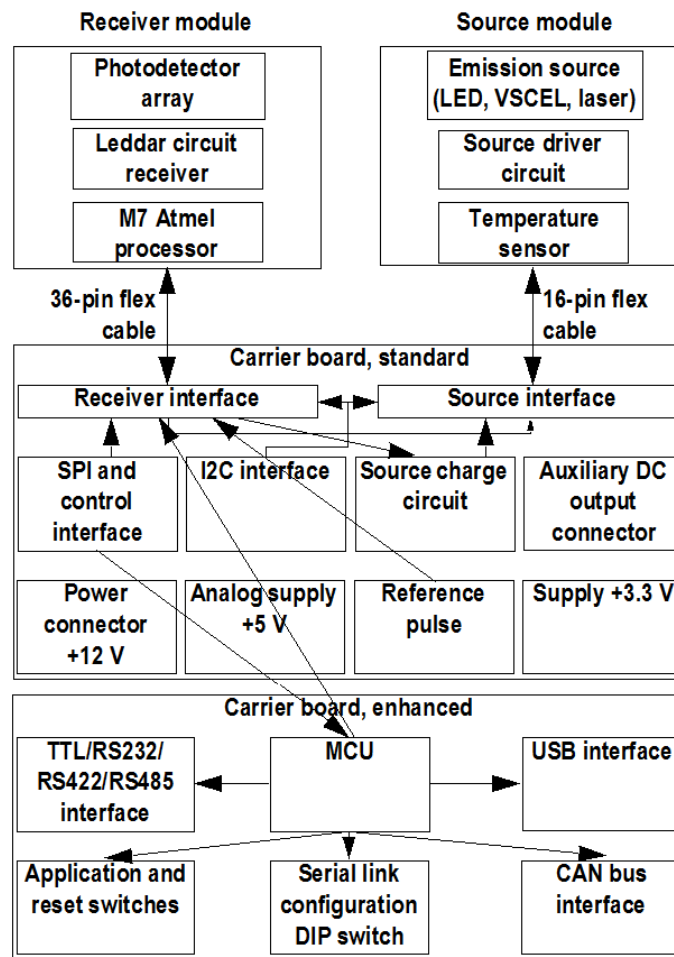 Receiver module
Source module
Photodetector
array
Emission source
(LED, VSCEL, laser)
Leddar circuit
receiver
Source driver
circuit
M7 Atmel
processor
Temperature
sensor
36-pin flex
cable
16-pin flex
cable
Carrier board, standard
Receiver interface
Source interface
SPI and
control
interface
I2C interface
Source charge
circuit
Auxiliary DC
output
connector
Power
connector
+12 V
Analog supply
+5 V
Reference
pulse
Supply +3.3 V
Carrier board, enhanced
TTL/RS232/
RS422/RS485
interface
MCU
USB interface
Application and
reset switches
Serial link
configuration
DIP switch
CAN bus
interface